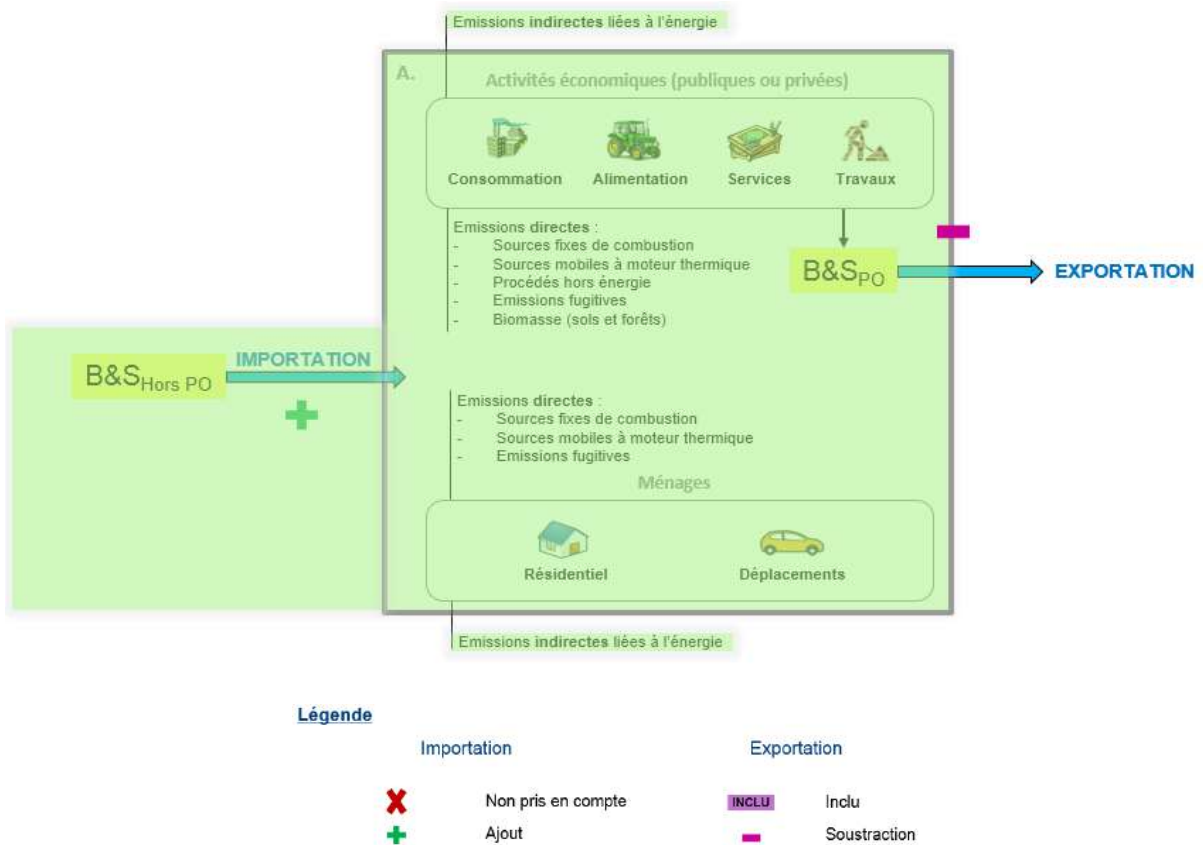 Emissions indirectes liées à l'énergie
A.
Activités économiques (publiques ou privées)
Consommation Alimentation Services Travaux
Emissions directes :
- Sources fixes de combustion
- Sources mobiles à moteur thermique
- Procédés hors énergie
- Emissions fugitives
- Biomasse (sols et forêts)
B&S PO
EXPORTATION
B&S Hors PO
IMPORTATION
Emissions directes :
- Sources fixes de combustion
- Sources mobiles à moteur thermique
- Emissions fugitives
Ménages
Résidentiel Déplacements
Emissions indirectes liées à l'énergie
Légende
Importation Exportation
Non pris en compte INCLU Inclu
Ajout Soustraction